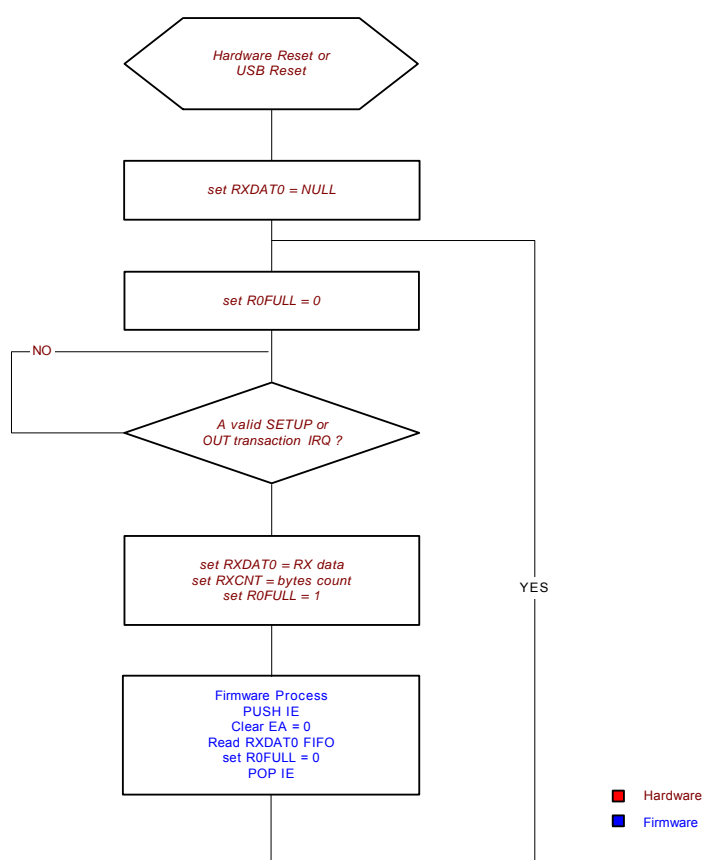 Hardware Reset or
USB Reset
set RXDAT0 = NULL
set R0FULL = 0
NO
A valid SETUP or
OUT transaction IRQ ?
set RXDAT0 = RX data
set RXCNT = bytes count
set R0FULL = 1
YES
Firmware Process
PUSH IE
Clear EA = 0
Read RXDAT0 FIFO
set R0FULL = 0
POP IE
Hardware
Firmware